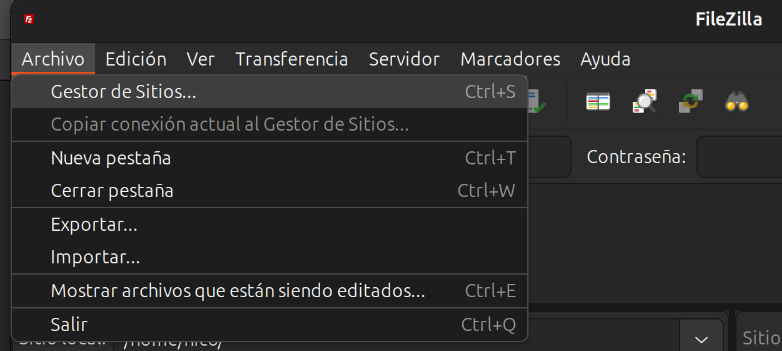 FileZilla
Archivo Edición Ver Transferencia Servidor Marcadores Ayuda
Gestor de Sitios... Ctrl+S
Copiar conexión actual al Gestor de Sitios...
Nueva pestaña Ctrl+T
Cerrar pestaña Ctrl+W
Contraseña:
Exportar...
Importar...
Mostrar archivos que están siendo editados... Ctrl+E
Salir Ctrl+Q
Sitio local: /home/nico/
Sitio